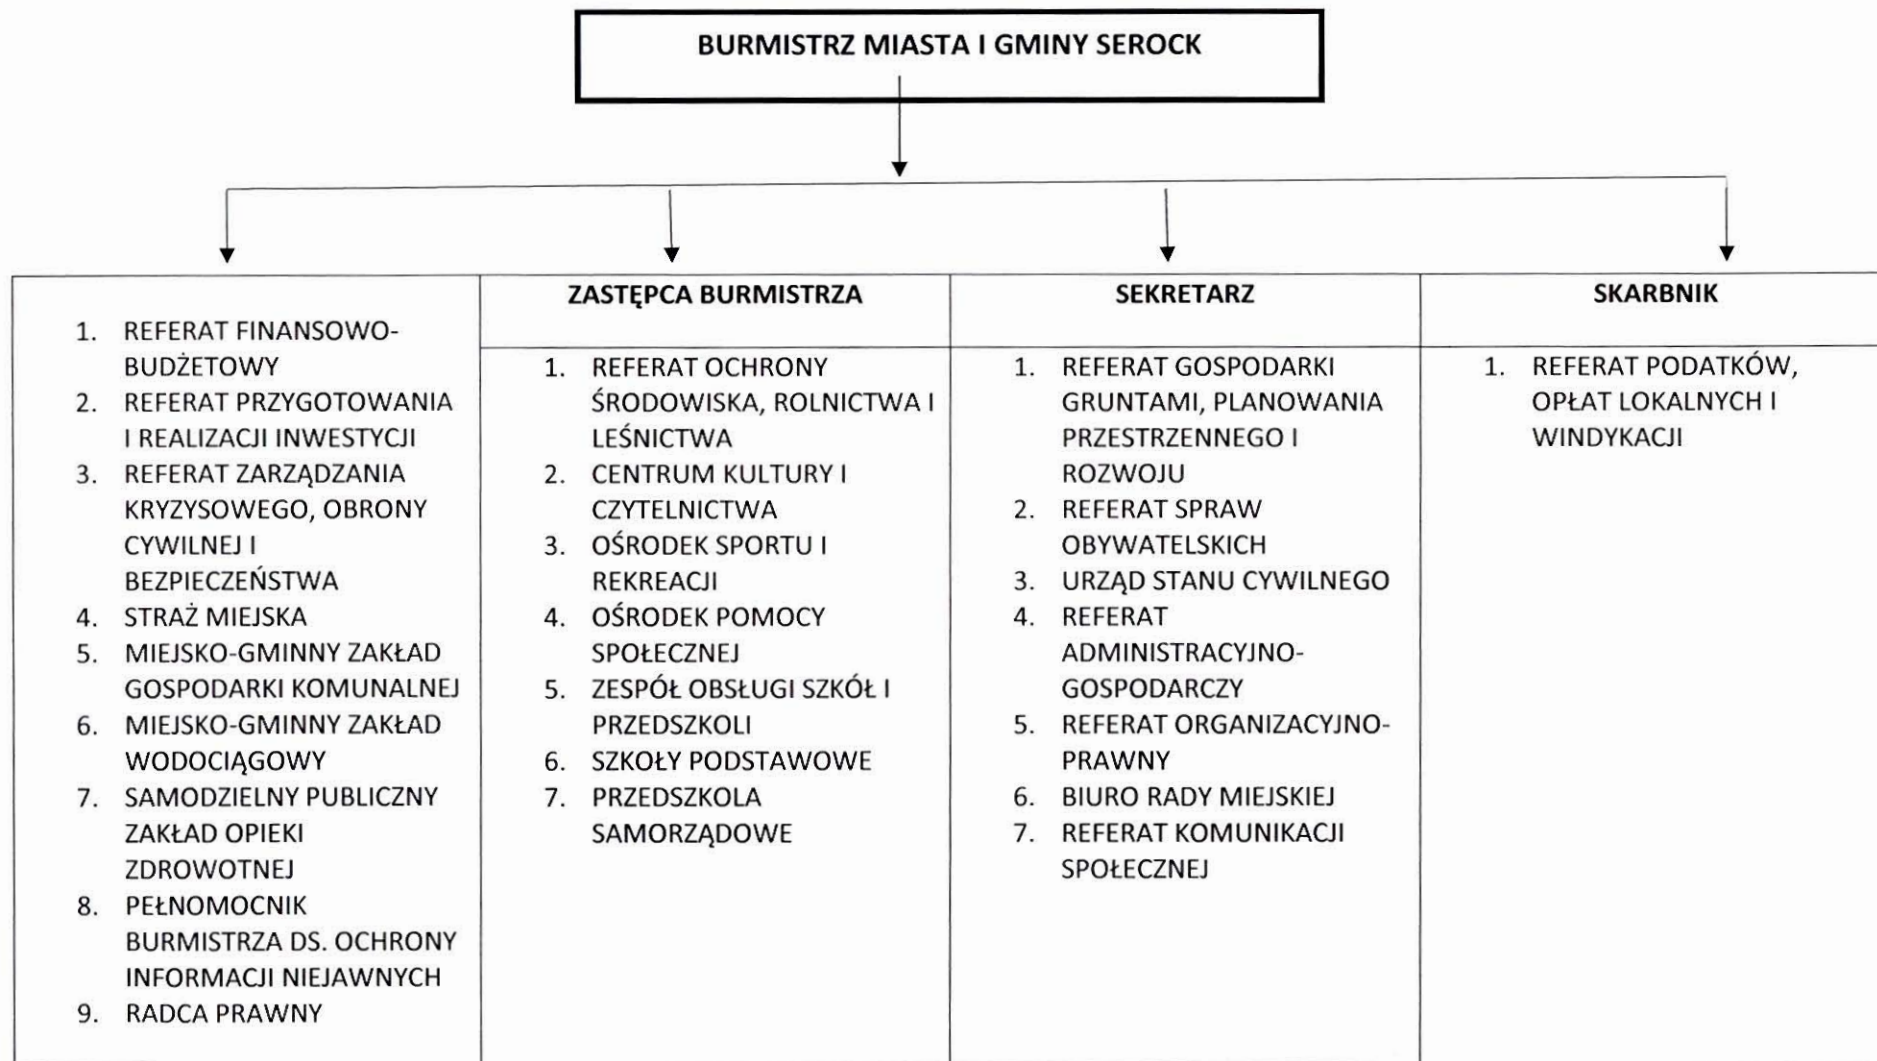 BURMISTRZ MIASTA I GMINY SEROCK
1. REFERAT FINANSOWO-
BUDŻETOWY
2. REFERAT PRZYGOTOWANIA
I REALIZACJI INWESTYCJI
3. REFERAT ZARZĄDZANIA
KRYZYSOWEGO, OBRONY
CYWILNEJ I
BEZPIECZEŃSTWA
4. STRAŻ MIEJSKA
5. MIEJSKO-GMINNY ZAKŁAD
GOSPODARKI KOMUNALNEJ
6. MIEJSKO-GMINNY ZAKŁAD
WODOCIĄGOWY
7. SAMODZIELNY PUBLICZNY
ZAKŁAD OPIEKI
ZDROWOTNEJ
8. PEŁNOMOCNIK
BURMISTRZA DS. OCHRONY
INFORMACJI NIEJAWNYCH
9. RADCA PRAWNY
ZASTĘPCA BURMISTRZA
1. REFERAT OCHRONY
ŚRODOWISKA, ROLNICTWA I
LEŚNICTWA
2. CENTRUM KULTURY I
CZYTELNICTWA
3. OŚRODEK SPORTU I
REKREACJI
4. OŚRODEK POMOCY
SPOŁECZNEJ
5. ZESPÓŁ OBSŁUGI SZKÓŁ I
PRZEDSZKOLI
6. SZKOŁY PODSTAWOWE
7. PRZEDSZKOLA
SAMORZĄDOWE
SEKRETARZ
1. REFERAT GOSPODARKI
GRUNTAMI, PLANOWANIA
PRZESTRZENNEGO I
ROZWOJU
2. REFERAT SPRAW
OBYWATELSKICH
3. URZĄD STANU CYWILNEGO
4. REFERAT
ADMINISTRACYJNO-
GOSPODARCZY
5. REFERAT ORGANIZACYJNO-
PRAWNY
6. BIURO RADY MIEJSKIEJ
7. REFERAT KOMUNIKACJI
SPOŁECZNEJ
SKARBNIK
1. REFERAT PODATKÓW,
OPŁAT LOKALNYCH I
WINDYKACJI